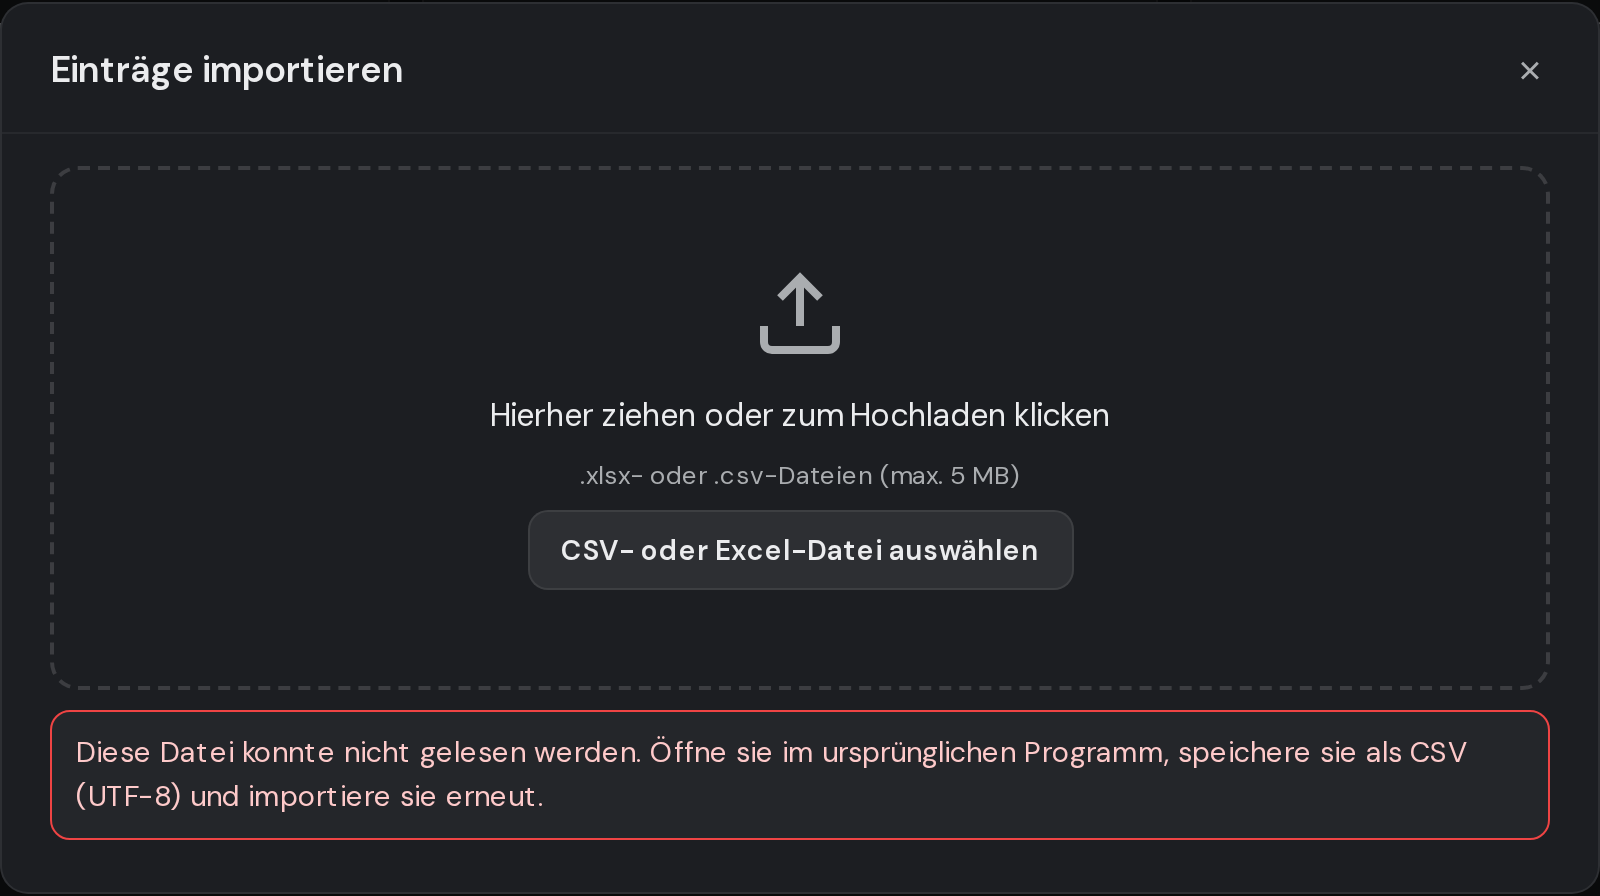 Einträge importieren
Hierher ziehen oder zum Hochladen klicken
.xlsx- oder .csv-Dateien (max. 5 MB)
CSV- oder Excel-Datei auswählen
Diese Datei konnte nicht gelesen werden. Öffne sie im ursprünglichen Programm, speichere sie als CSV
(UTF-8) und importiere sie erneut.